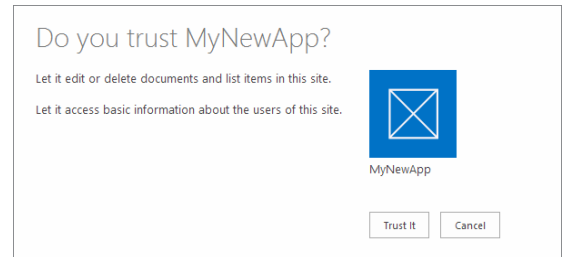 Do you trust MyNewApp?
Let it edit or delete documents and list items in this site.
Let it access basic information about the users of this site.
MyNewApp
Trust It
Cancel